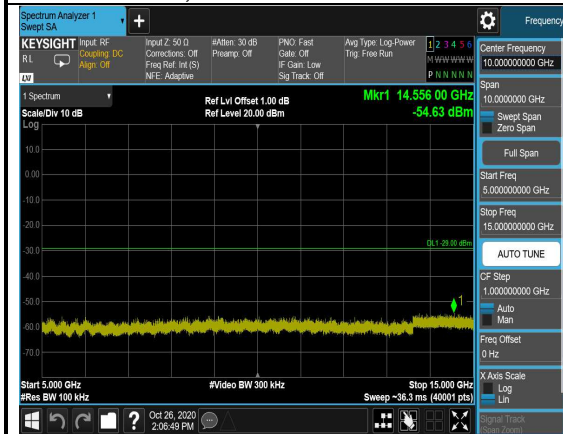 Spectrum Analyzer 1
Swept SA
Frequency
KEYSIGHT
RL
LXI
Input: RF
Coupling: DC
Align: Off
Input Z: 50 Ω
Corrections: Off
Freq Ref: Int (S)
NFE: Adaptive
#Atten: 30 dB
Preamp: Off
PNO: Fast
Gate: Off
IF Gain: Low
Sig Track: Off
Avg Type: Log-Power
Trig: Free Run
1 2 3 4 5 6
M W W W W W
P N N N N N
1 Spectrum
Scale/Div 10 dB
Log
Ref Lvl Offset 1.00 dB
Ref Level 20.00 dBm
Mkr1 14.556 00 GHz
-54.63 dBm
10.0
0.00
-10.0
-20.0
-30.0
-40.0
-50.0
-60.0
-70.0
DL1 -29.00 dBm
1
Start 5.000 GHz
#Res BW 100 kHz
#Video BW 300 kHz
Stop 15.000 GHz
Sweep ~36.3 ms (40001 pts)
Center Frequency
10.000000000 GHz
Span
10.0000000 GHz
Swept Span
Zero Span
Full Span
Start Freq
5.000000000 GHz
Stop Freq
15.000000000 GHz
AUTO TUNE
CF Step
1.000000000 GHz
Auto
Man
Freq Offset
0 Hz
X Axis Scale
Log
Lin
Signal Track
(Span Zoom)
?
Oct 26, 2020
2:06:49 PM